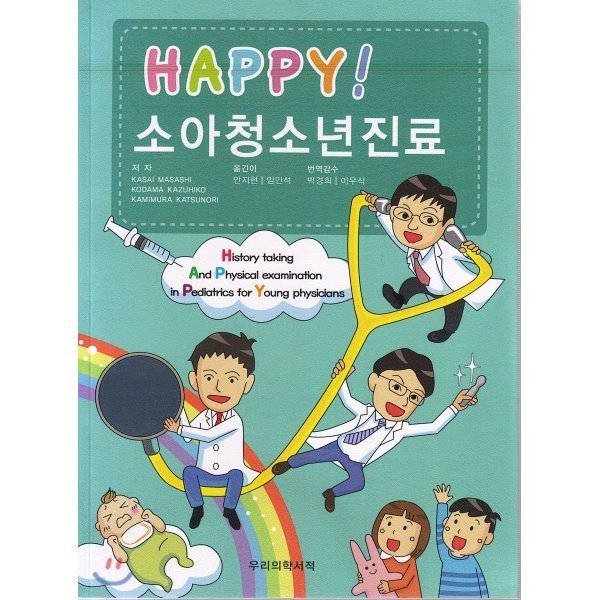 HAPPY!
소아청소년진료
저 자
KASAI MASASHI
KODAMA KAZUHIKO
KAMIMURA KATSUNORI
옮긴이
안지현 | 임인석
번역감수
박경희 | 이우석
History taking
And Physical examination
in Pediatrics for Young physicians
우리의학서적